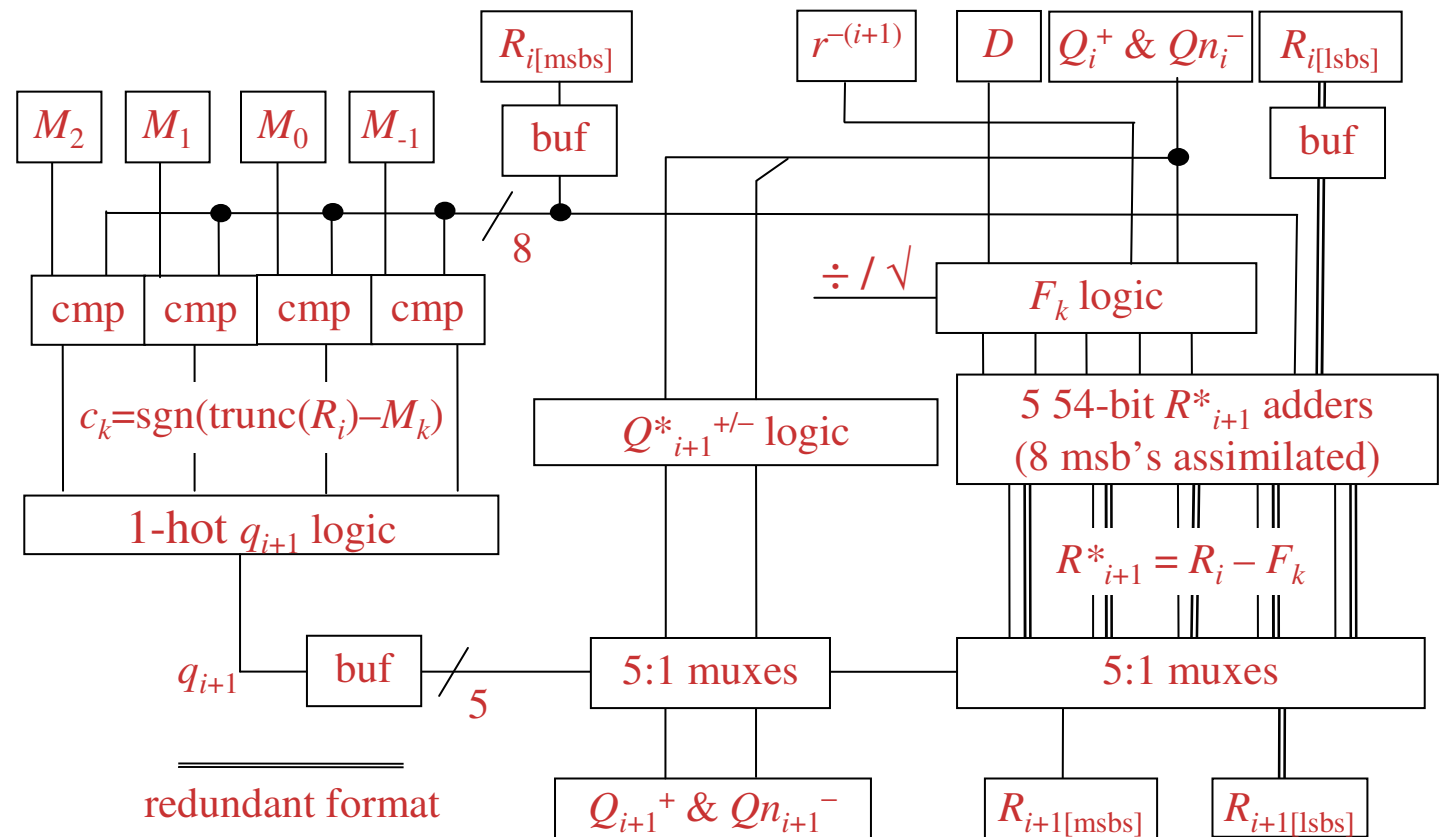 R_{i[msbs]}
r^{–(i+1)}
D
Q_i^+ & Qn_i^–
R_{i[lsbs]}
M_2
M_1
M_0
M_{-1}
buf
buf
8
cmp
cmp
cmp
cmp
÷ / √
F_k logic
c_k=sgn(trunc(R_i)–M_k)
Q*_{i+1}^{+/–} logic
5 54-bit R*_{i+1} adders
(8 msb's assimilated)
1-hot q_{i+1} logic
R*_{i+1} = R_i – F_k
q_{i+1}
buf
5
5:1 muxes
5:1 muxes
redundant format
Q_{i+1}^+ & Qn_{i+1}^–
R_{i+1[msbs]}
R_{i+1[lsbs]}